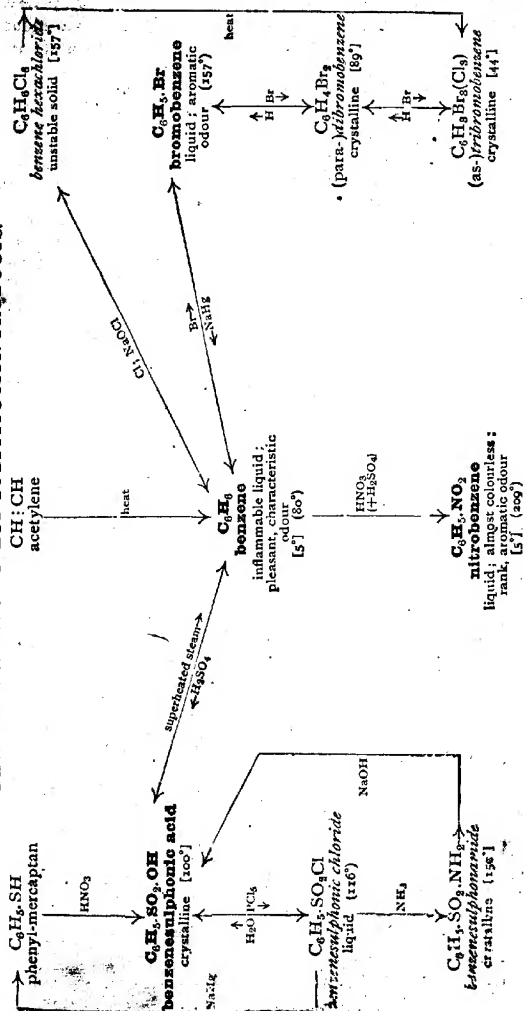 C₆H₅.SH
phenyl-mercaptan
HNO₃
C₆H₅.SO₂.OH
benzenesulphonic acid
crystalline [100°]
NaHg
H₂O PCl₅
C₆H₅.SO₂Cl
benzenesulphonic chloride
liquid (116°)
NH₃
C₆H₅.SO₂.NH₂
benzenesulphonamide
crystalline [156°]
NaOH
superheated steam→
←H₂SO₄
CH : CH
acetylene
heat
C₆H₆
benzene
inflammable liquid ;
pleasant, characteristic
odour
[5°] (80°)
HNO₃
(+H₂SO₄)
C₆H₅.NO₂
nitrobenzene
liquid ; almost colourless ;
rank, aromatic odour
[5°] (209°)
Cl ; NaOCl
Br→
←NaHg
C₆H₆Cl₆
benzene hexachloride
unstable solid [157°]
heat
C₆H₅.Br
bromobenzene
liquid ; aromatic
odour (157°)
H Br
C₆H₄Br₂
(para-)dibromobenzene
crystalline [89°]
H Br
C₆H₃Br₃(Cl₃)
(as-)tribromobenzene
crystalline [44°]